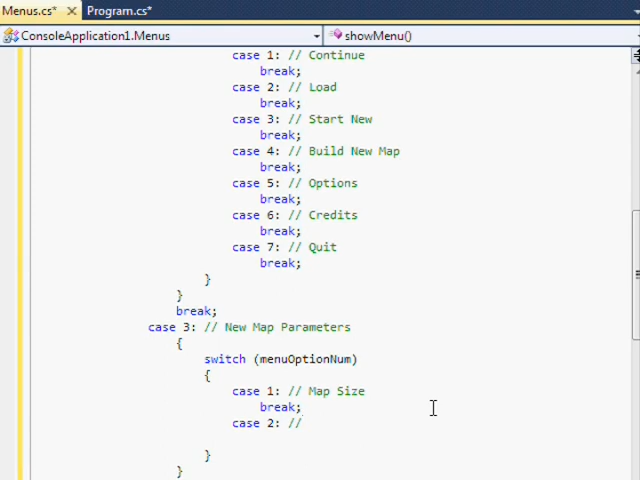 Menus.cs* Program.cs*
ConsoleApplication1.Menus showMenu()
case 1: // Continue
break;
case 2: // Load
break;
case 3: // Start New
break;
case 4: // Build New Map
break;
case 5: // Options
break;
case 6: // Credits
break;
case 7: // Quit
break;
}
}
break;
case 3: // New Map Parameters
{
switch (menuOptionNum)
{
case 1: // Map Size
break;
case 2: //
}
}